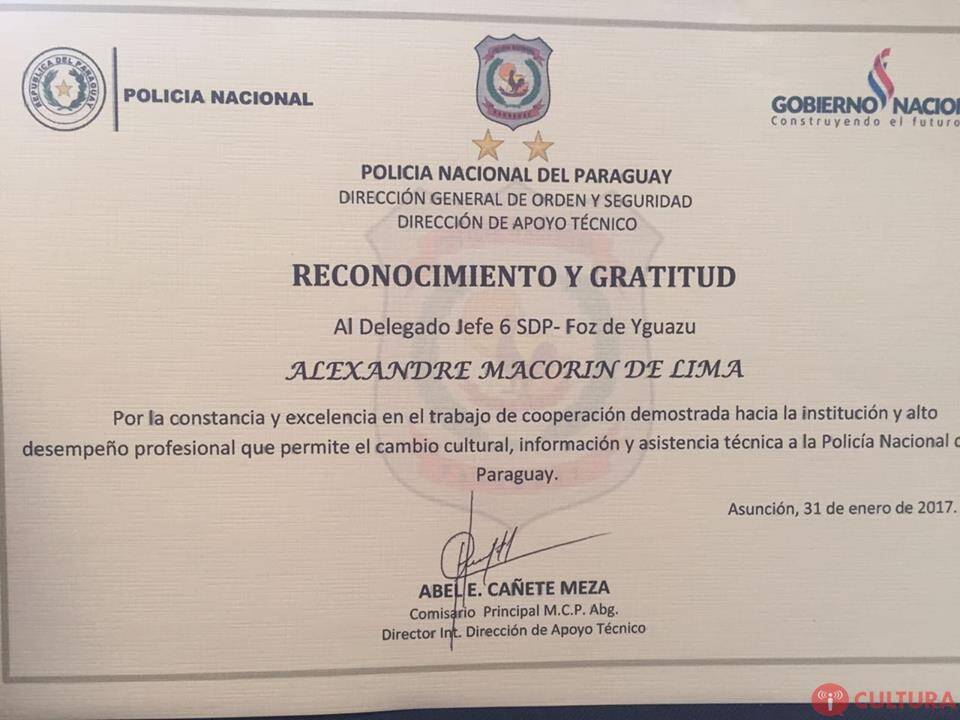 REPUBLICA DEL PARAGUAY
POLICIA NACIONAL
GOBIERNO NACION
Construyendo el futuro
POLICIA NACIONAL DEL PARAGUAY
DIRECCIÓN GENERAL DE ORDEN Y SEGURIDAD
DIRECCIÓN DE APOYO TÉCNICO
RECONOCIMIENTO Y GRATITUD
Al Delegado Jefe 6 SDP- Foz de Yguazu
ALEXANDRE MACORIN DE LIMA
Por la constancia y excelencia en el trabajo de cooperación demostrada hacia la institución y alto
desempeño profesional que permite el cambio cultural, información y asistencia técnica a la Policía Nacional d
Paraguay.
Asunción, 31 de enero de 2017.
ABEL E. CAÑETE MEZA
Comisario Principal M.C.P. Abg.
Director Int. Dirección de Apoyo Técnico
CULTURA